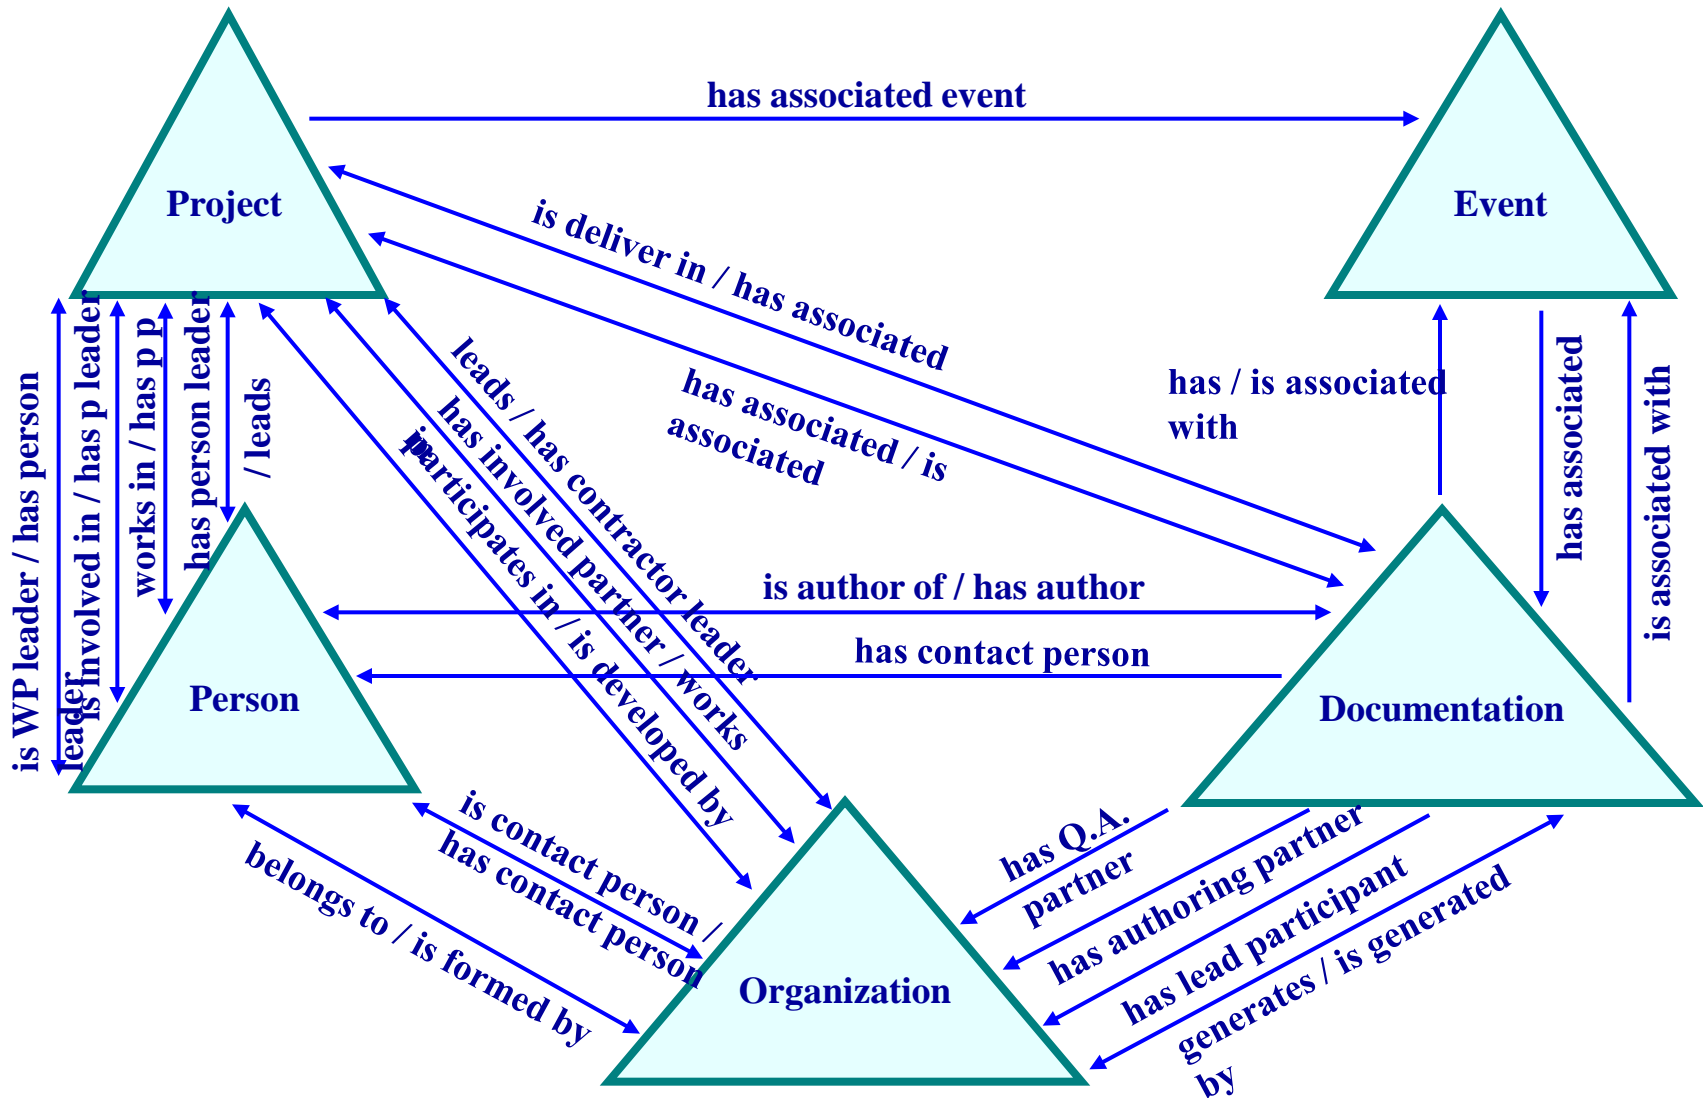 has associated event
Project
Event
is deliver in / has associated
has associated / is
associated
has / is associated
with
has associated
is associated with
is WP leader / has person
leader
is involved in / has p leader
works in / has p p
has person leader
/ leads
leads / has contractor leader
has involved partner / works
in
participates in / is developed by
is author of / has author
has contact person
Person
Documentation
is contact person /
has contact person
belongs to / is formed by
Organization
has Q.A.
partner
has authoring partner
has lead participant
generates / is generated
by